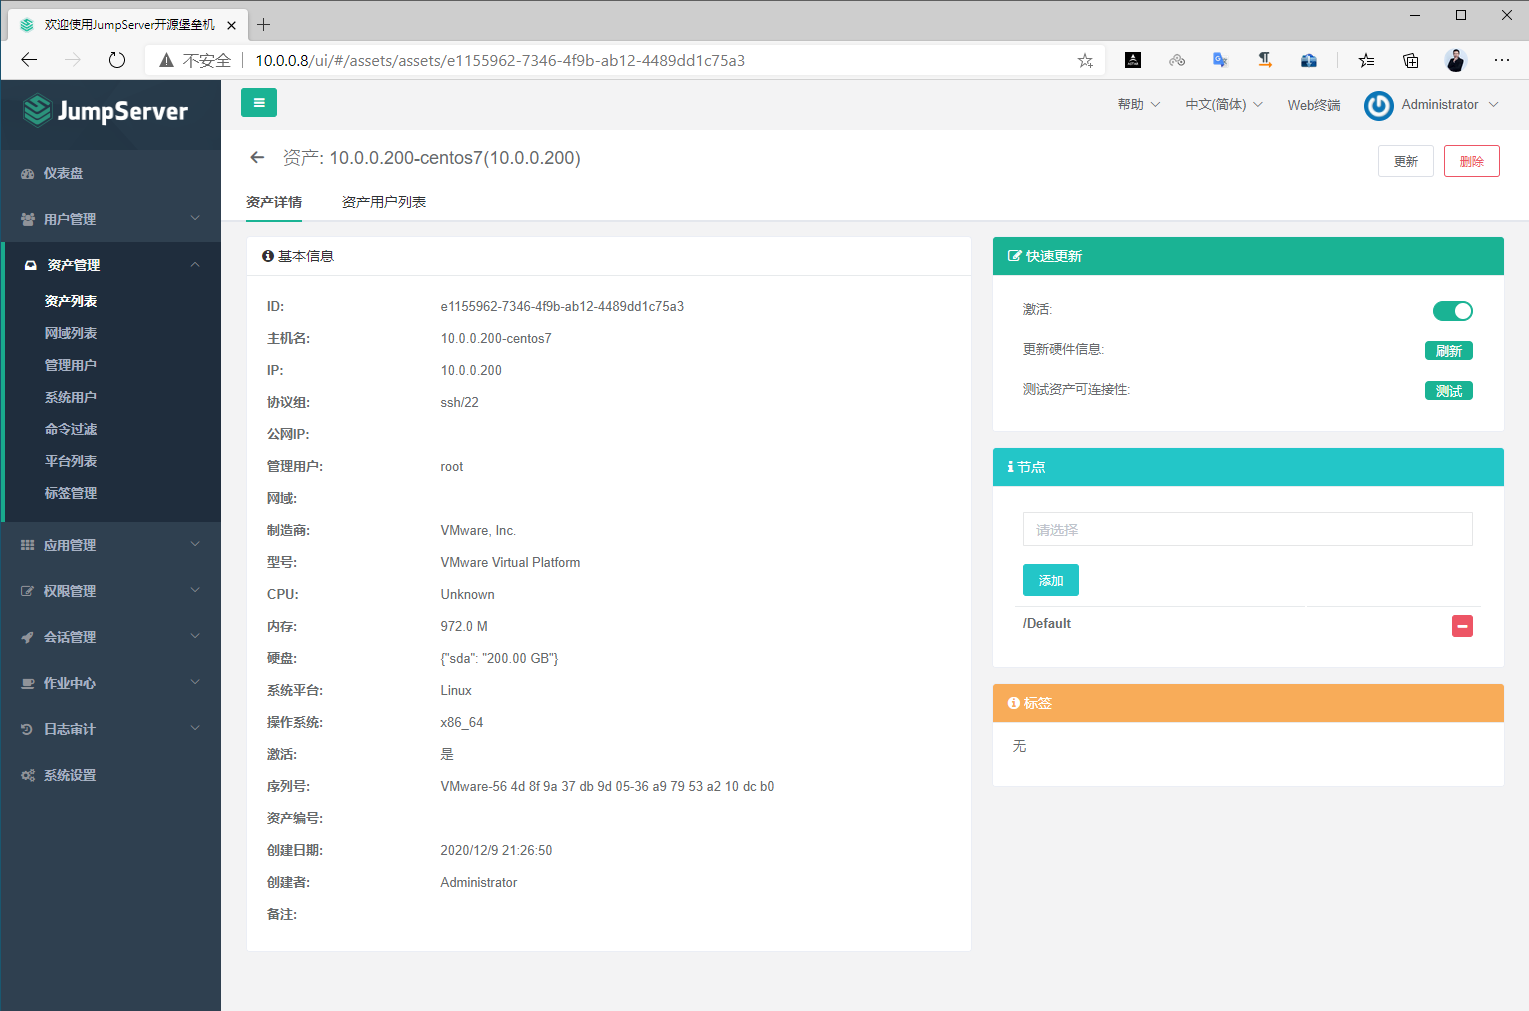 欢迎使用JumpServer开源堡垒机
不安全
10.0.0.8/ui/#/assets/assets/e1155962-7346-4f9b-ab12-4489dd1c75a3
JumpServer
帮助
中文(简体)
Web终端
Administrator
仪表盘
用户管理
资产管理
资产列表
网域列表
管理用户
系统用户
命令过滤
平台列表
标签管理
应用管理
权限管理
会话管理
作业中心
日志审计
系统设置
资产: 10.0.0.200-centos7(10.0.0.200)
更新
删除
资产详情
资产用户列表
基本信息
ID: e1155962-7346-4f9b-ab12-4489dd1c75a3
主机名: 10.0.0.200-centos7
IP: 10.0.0.200
协议组: ssh/22
公网IP:
管理用户: root
网域:
制造商: VMware, Inc.
型号: VMware Virtual Platform
CPU: Unknown
内存: 972.0 M
硬盘: {"sda": "200.00 GB"}
系统平台: Linux
操作系统: x86_64
激活: 是
序列号: VMware-56 4d 8f 9a 37 db 9d 05-36 a9 79 53 a2 10 dc b0
资产编号:
创建日期: 2020/12/9 21:26:50
创建者: Administrator
备注:
快速更新
激活:
更新硬件信息: 刷新
测试资产可连接性: 测试
节点
请选择
添加
/Default
标签
无